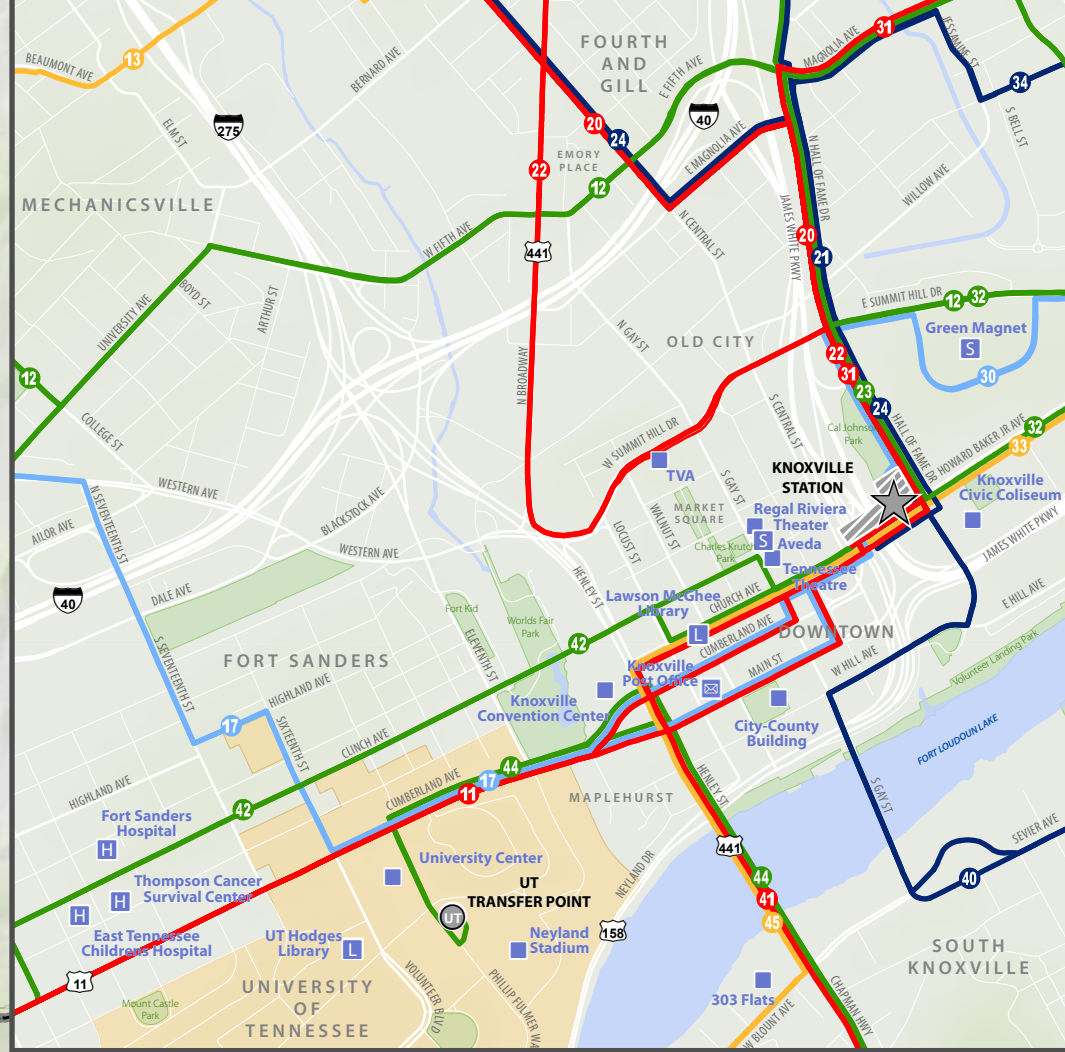 31
JESSAMINE ST
MAGNOLIA AVE
FOURTH
AND
GILL
13
BEAUMONT AVE
BERNARD AVE
E FIFTH AVE
34
40
275
ELM ST
20
24
E MAGNOLIA AVE
S BELL ST
EMORY
PLACE
22
12
N HALL OF FAME DR
WILLOW AVE
MECHANICSVILLE
JAMES WHITE PKWY
N CENTRAL ST
W FIFTH AVE
20
21
441
BOYD ST
ARTHUR ST
UNIVERSITY AVE
E SUMMIT HILL DR
12
32
Green Magnet
S
N GAY ST
OLD CITY
22
31
30
12
N BROADWAY
23
24
S CENTRAL ST
HALL OF FAME DR
Cal Johnson
Park
COLLEGE ST
W SUMMIT HILL DR
HOWARD BAKER JR AVE
32
33
TVA
KNOXVILLE
STATION
Knoxville
Civic Coliseum
N SEVENTEENTH ST
WESTERN AVE
BLACKSTOCK AVE
S GAY ST
MARKET
SQUARE
WALNUT ST
Regal Riviera
Theater
S
Aveda
AILOR AVE
LOCUST ST
Charles Krutch
Park
JAMES WHITE PKWY
WESTERN AVE
Tennessee
Theatre
HENLEY ST
40
DALE AVE
E HILL AVE
CHURCH AVE
Lawson McGhee
Library
L
Fort Kid
Worlds Fair
Park
CUMBERLAND AVE
DOWNTOWN
42
S SEVENTEENTH ST
FORT SANDERS
ELEVENTH ST
MAIN ST
W HILL AVE
Volunteer Landing Park
Knoxville
Post Office
HIGHLAND AVE
Knoxville
Convention Center
17
SIXTEENTH ST
CLINCH AVE
City-County
Building
FORT LOUDOUN LAKE
44
17
11
CUMBERLAND AVE
HIGHLAND AVE
42
MAPLEHURST
HENLEY ST
S GAY ST
Fort Sanders
Hospital
H
441
SEVIER AVE
University Center
NEYLAND DR
44
40
Thompson Cancer
Survival Center
H
UT
TRANSFER POINT
UT
41
45
H
East Tennessee
Childrens Hospital
UT Hodges
Library
L
Neyland
Stadium
158
SOUTH
KNOXVILLE
11
VOLUNTEER BLVD
PHILLIP FULMER WA
303 Flats
CHAPMAN HWY
Mount Castle
Park
UNIVERSITY
OF
TENNESSEE
W BLOUNT AVE